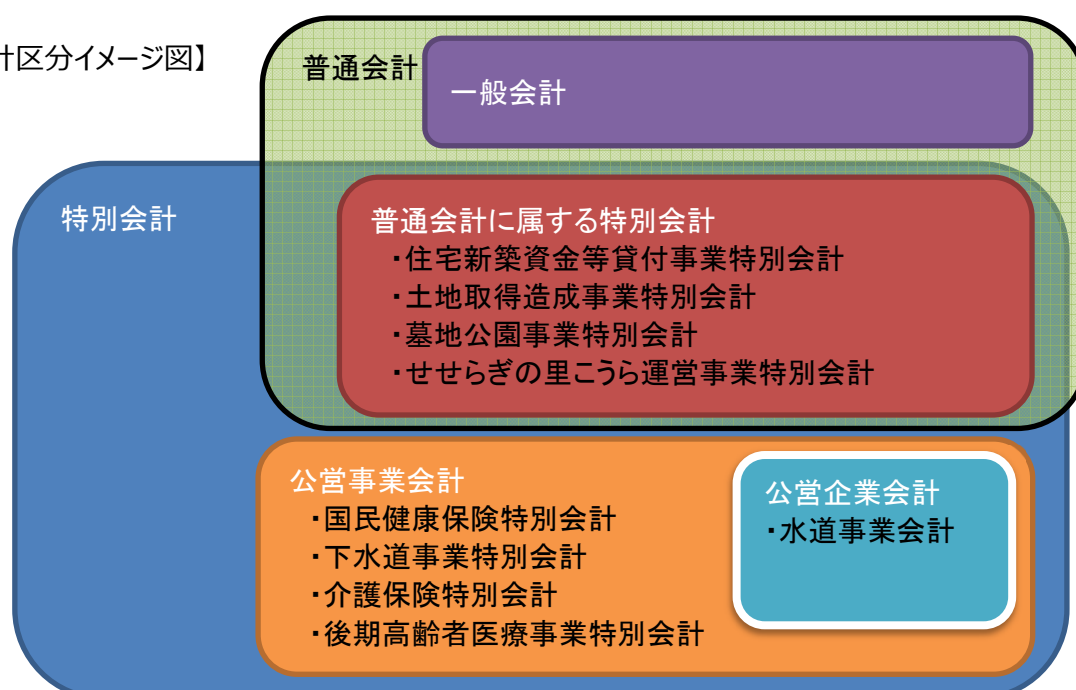 計区分イメージ図】
普通会計
一般会計
特別会計
普通会計に属する特別会計
・住宅新築資金等貸付事業特別会計
・土地取得造成事業特別会計
・墓地公園事業特別会計
・せせらぎの里こうら運営事業特別会計
公営事業会計
・国民健康保険特別会計
・下水道事業特別会計
・介護保険特別会計
・後期高齢者医療事業特別会計
公営企業会計
・水道事業会計